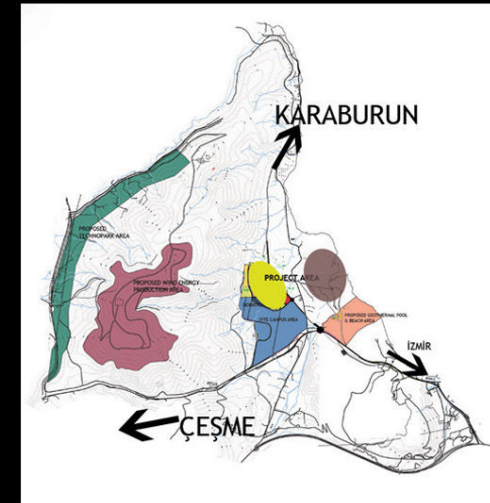 KARABURUN
PROPOSED
TECHNOPARK AREA
PROPOSED WIND ENERGY
PRODUCTION AREA
PROJECT AREA
IYTE CAMPUS AREA
PROPOSED GEOTHERMAL POOL
& BEACH AREA
İZMİR
ÇEŞME